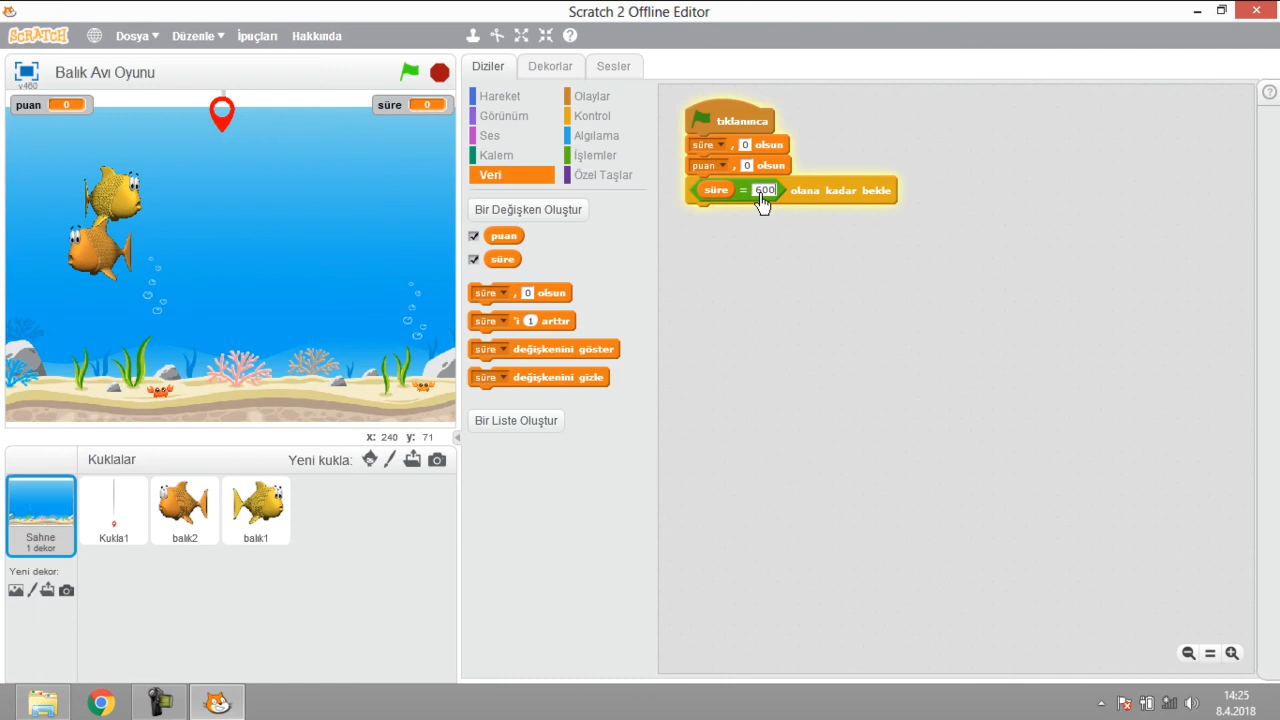 Scratch 2 Offline Editor
SCRATCH Dosya Düzenle İpuçları Hakkında
v460 Balık Avı Oyunu
puan 0 süre 0
x: 240 y: 71
Kuklalar Yeni kukla:
Sahne
1 dekor
Kukla1 balık2 balık1
Yeni dekor:
Diziler Dekorlar Sesler
Hareket Olaylar
Görünüm Kontrol
Ses Algılama
Kalem İşlemler
Veri Özel Taşlar
Bir Değişken Oluştur
puan
süre
süre , 0 olsun
süre 'i 1 arttır
süre değişkenini göster
süre değişkenini gizle
Bir Liste Oluştur
tıklanınca
süre , 0 olsun
puan , 0 olsun
süre = 600 olana kadar bekle
14:25
8.4.2018